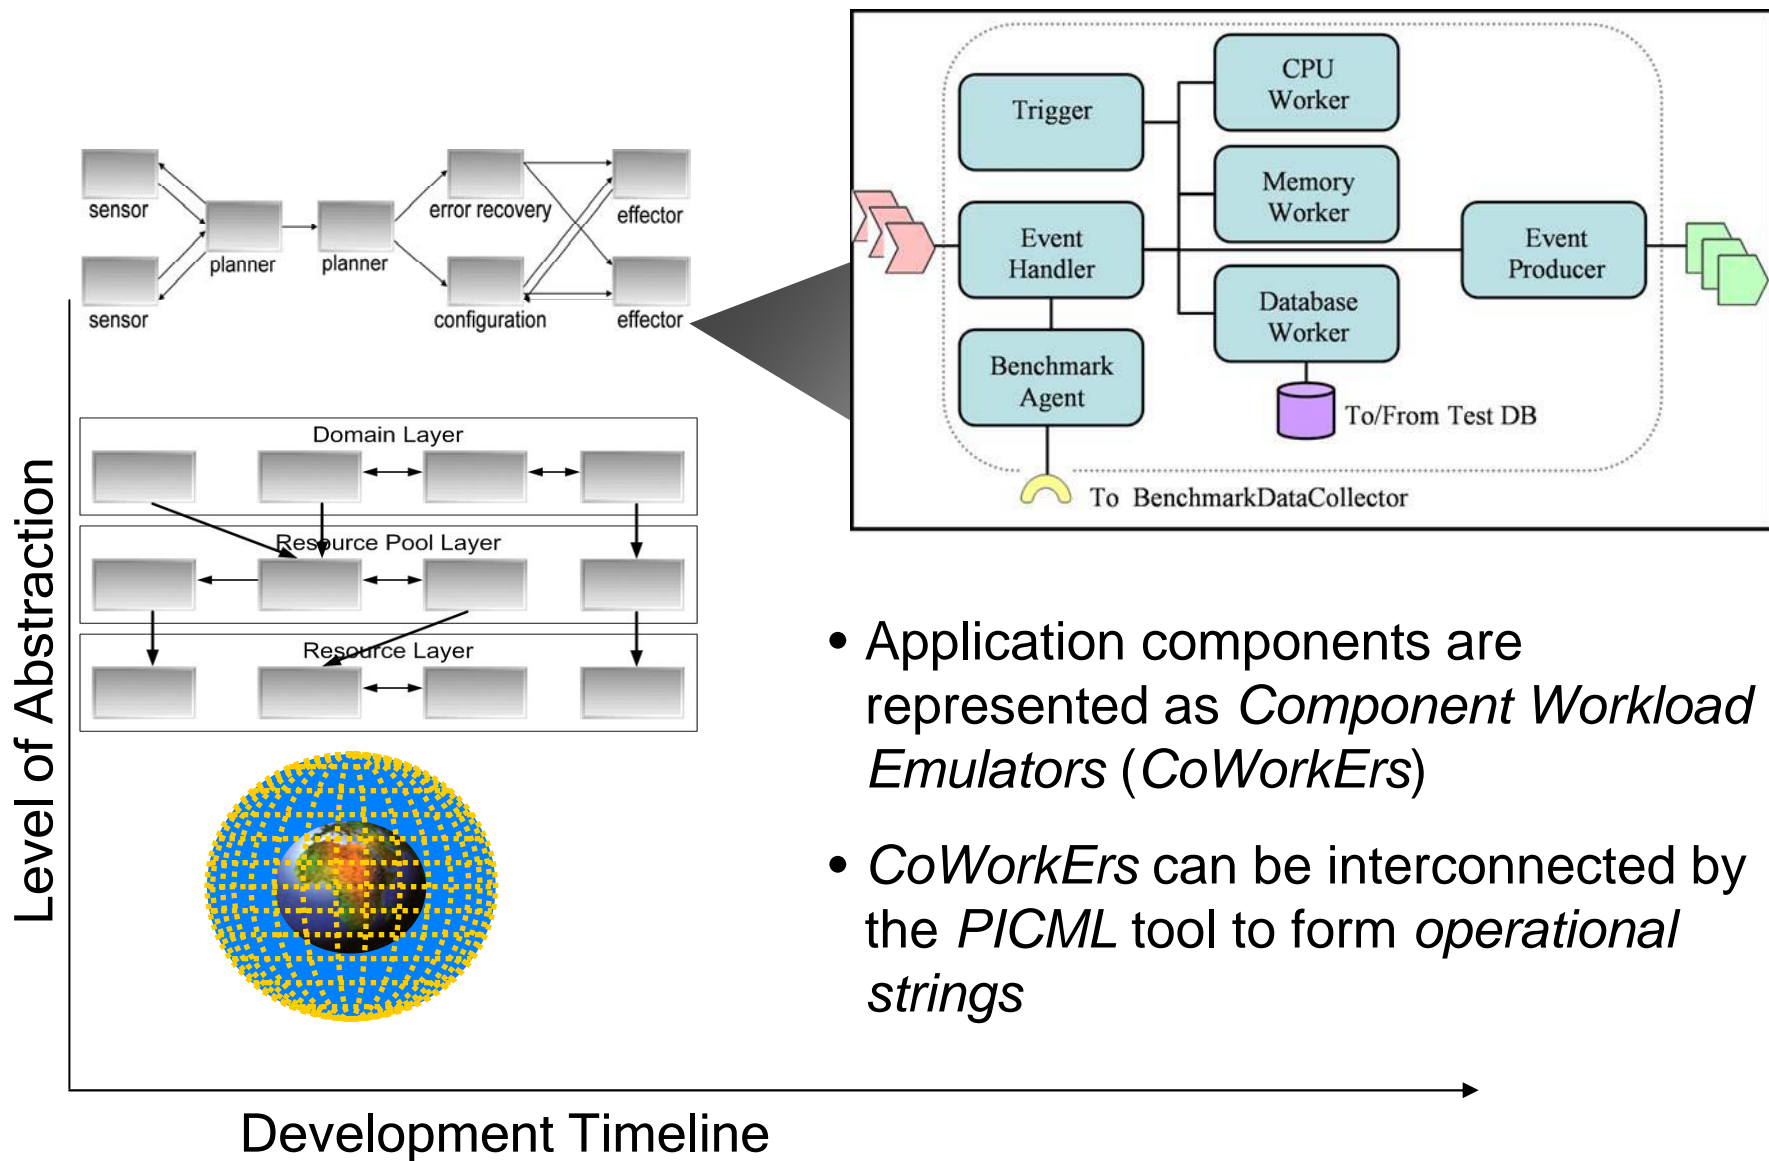 sensor
planner
planner
error recovery
effector
sensor
configuration
effector
Trigger
CPU
Worker
Memory
Worker
Event
Handler
Event
Producer
Database
Worker
Benchmark
Agent
To/From Test DB
To BenchmarkDataCollector
Domain Layer
Resource Pool Layer
Resource Layer
Level of Abstraction
• Application components are
represented as Component Workload
Emulators (CoWorkErs)
• CoWorkErs can be interconnected by
the PICML tool to form operational
strings
Development Timeline